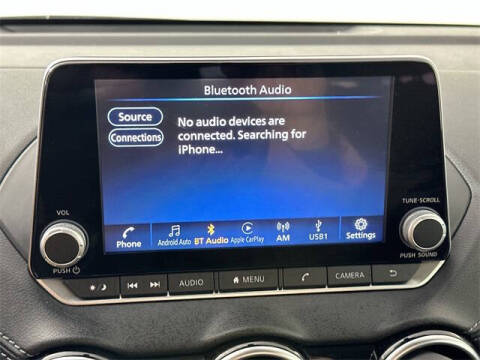 Bluetooth Audio
Source
Connections
No audio devices are
connected. Searching for
iPhone...
VOL
PUSH
TUNE·SCROLL
PUSH SOUND
Phone
Android Auto
BT Audio
Apple CarPlay
AM
USB1
Settings
AUDIO
MENU
CAMERA